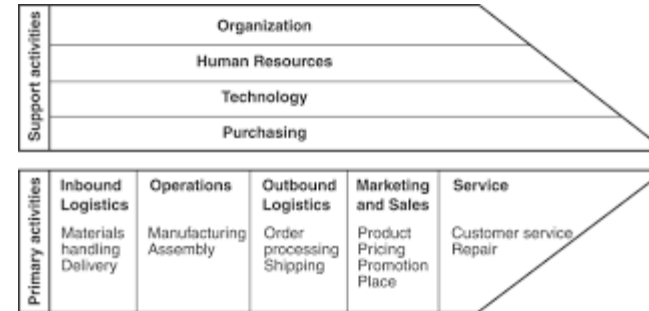 Support activities
Organization
Human Resources
Technology
Purchasing
Primary activities
Inbound
Logistics
Materials
handling
Delivery
Operations
Manufacturing
Assembly
Outbound
Logistics
Order
processing
Shipping
Marketing
and Sales
Product
Pricing
Promotion
Place
Service
Customer service
Repair